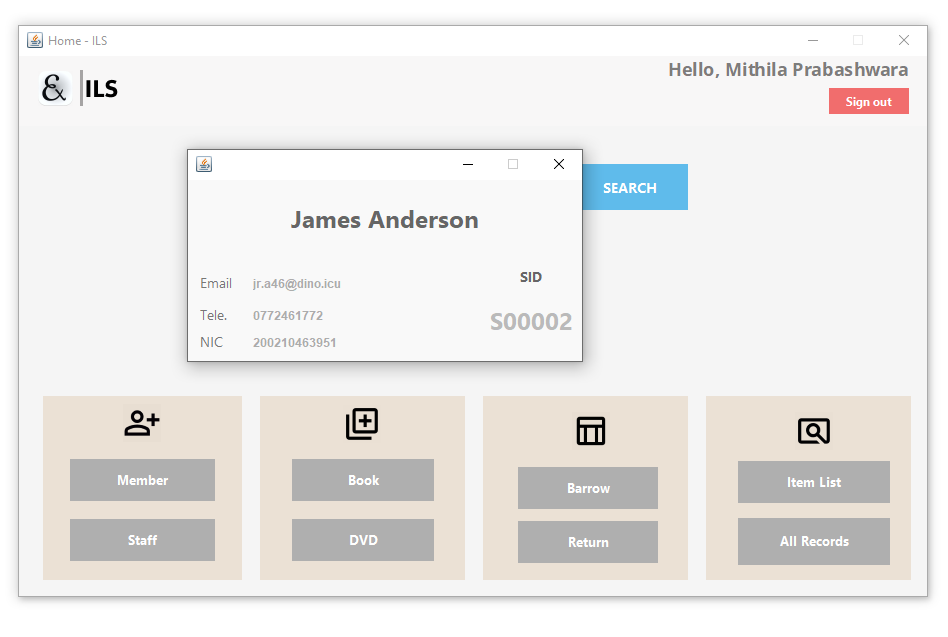 Home - ILS
Hello, Mithila Prabashwara
& ILS
Sign out
SEARCH
James Anderson
SID
Email jr.a46@dino.icu
Tele. 0772461772
S00002
NIC 200210463951
Member
Book
Barrow
Item List
Staff
DVD
Return
All Records